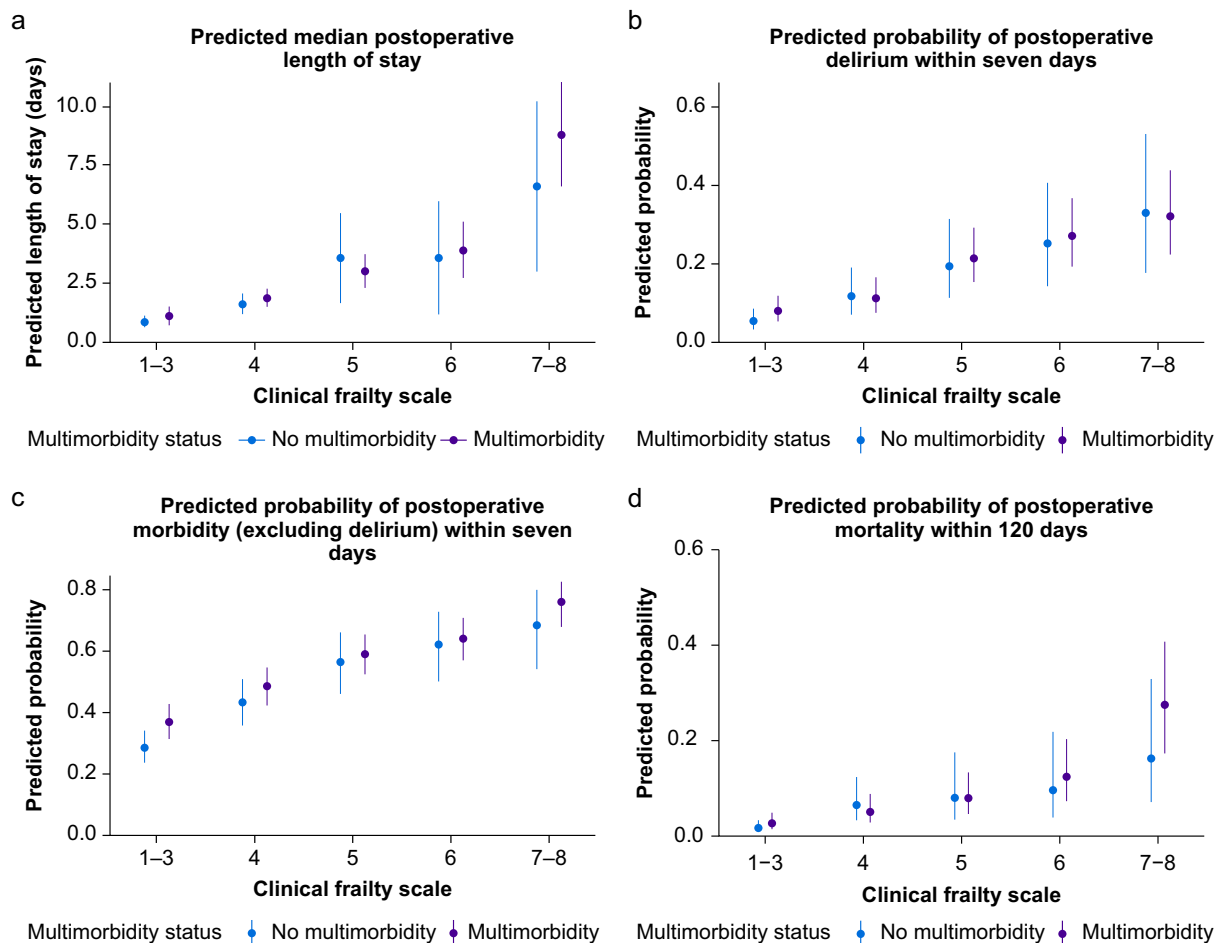 a
Predicted median postoperative
length of stay
Predicted length of stay (days)
10.0
7.5
5.0
2.5
0.0
1–3 4 5 6 7–8
Clinical frailty scale
Multimorbidity status No multimorbidity Multimorbidity
b
Predicted probability of postoperative
delirium within seven days
Predicted probability
0.6
0.4
0.2
0.0
1–3 4 5 6 7–8
Clinical frailty scale
Multimorbidity status No multimorbidity Multimorbidity
c
Predicted probability of postoperative
morbidity (excluding delirium) within seven
days
Predicted probability
0.8
0.6
0.4
0.2
0.0
1–3 4 5 6 7–8
Clinical frailty scale
Multimorbidity status No multimorbidity Multimorbidity
d
Predicted probability of postoperative
mortality within 120 days
Predicted probability
0.6
0.4
0.2
0.0
1−3 4 5 6 7−8
Clinical frailty scale
Multimorbidity status No multimorbidity Multimorbidity